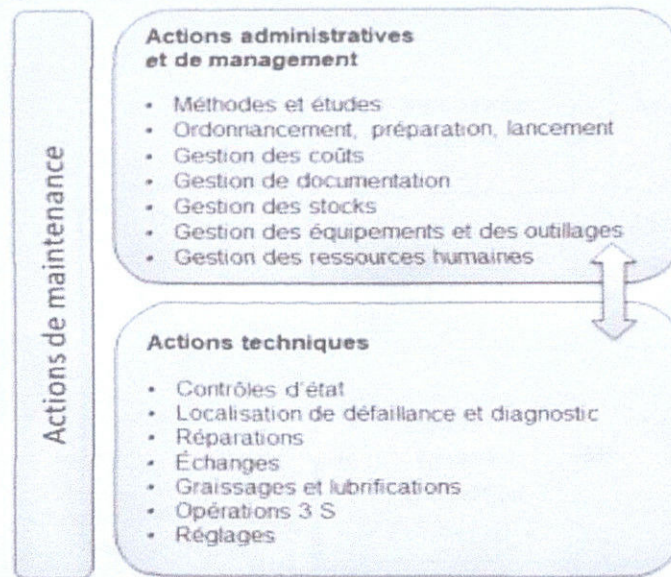 Actions de maintenance
Actions administratives
et de management
• Méthodes et études
• Ordonnancement, préparation, lancement
• Gestion des coûts
• Gestion de documentation
• Gestion des stocks
• Gestion des équipements et des outillages
• Gestion des ressources humaines
Actions techniques
• Contrôles d'état
• Localisation de défaillance et diagnostic
• Réparations
• Échanges
• Graissages et lubrifications
• Opérations 3 S
• Réglages